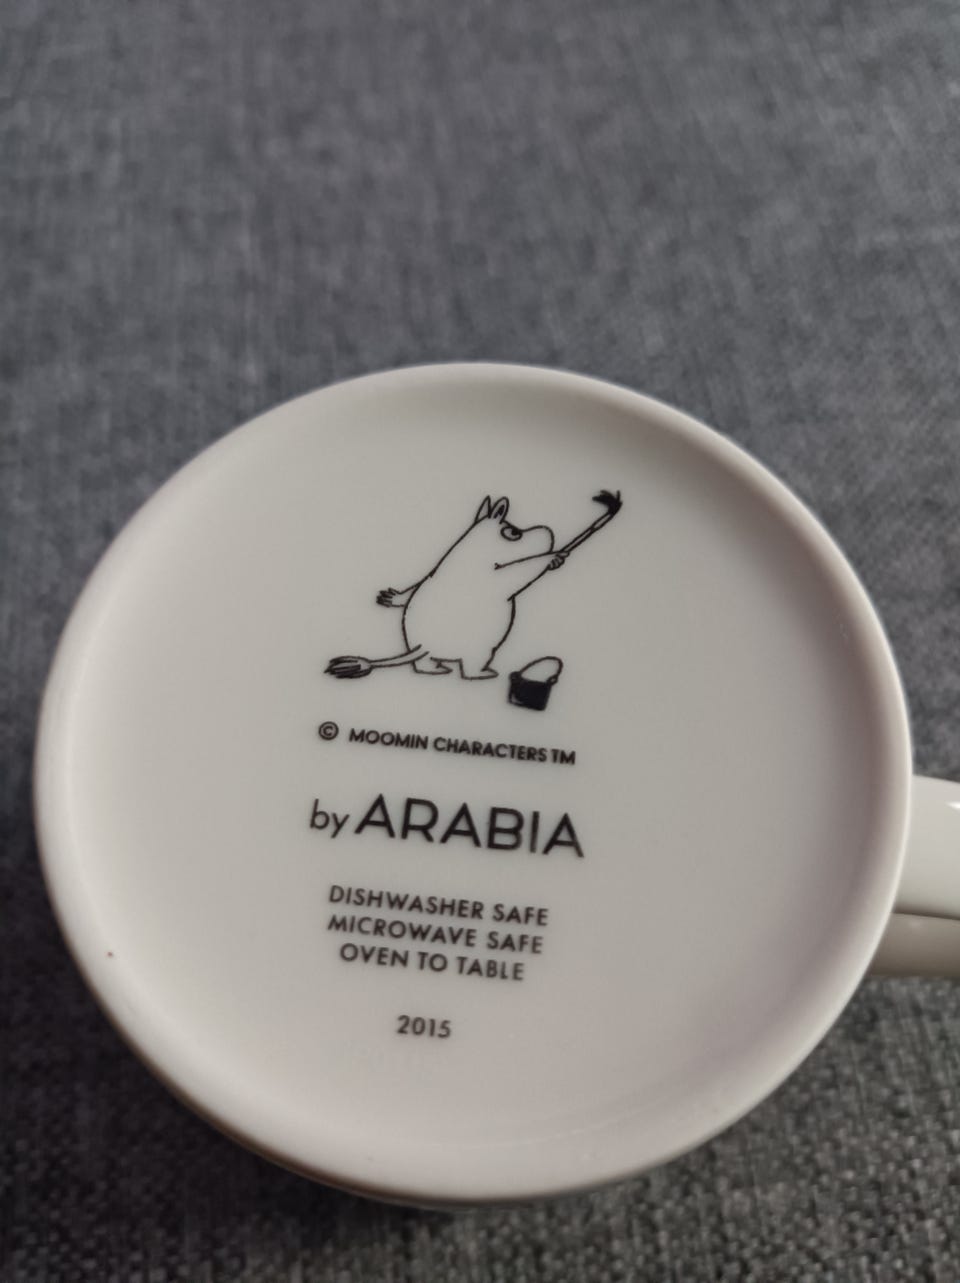 © MOOMIN CHARACTERS TM
by ARABIA
DISHWASHER SAFE
MICROWAVE SAFE
OVEN TO TABLE
2015